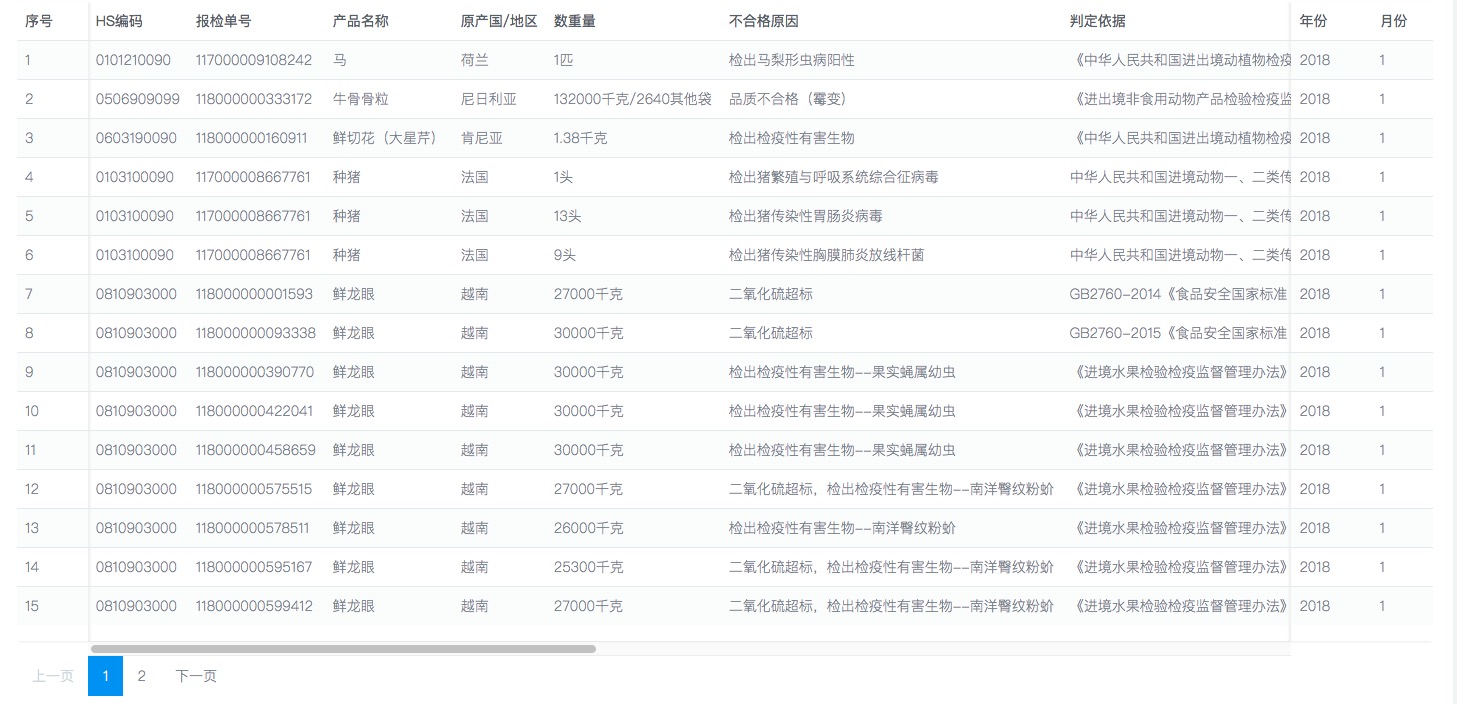 序号 HS编码 报检单号 产品名称 原产国/地区 数重量 不合格原因 判定依据 年份 月份
1 0101210090 117000009108242 马 荷兰 1匹 检出马梨形虫病阳性 《中华人民共和国进出境动植物检疫 2018 1
2 0506909099 118000000333172 牛骨骨粒 尼日利亚 132000千克/2640其他袋 品质不合格（霉变） 《进出境非食用动物产品检验检疫监 2018 1
3 0603190090 118000000160911 鲜切花（大星芹） 肯尼亚 1.38千克 检出检疫性有害生物 《中华人民共和国进出境动植物检疫 2018 1
4 0103100090 117000008667761 种猪 法国 1头 检出猪繁殖与呼吸系统综合征病毒 中华人民共和国进境动物一、二类传 2018 1
5 0103100090 117000008667761 种猪 法国 13头 检出猪传染性胃肠炎病毒 中华人民共和国进境动物一、二类传 2018 1
6 0103100090 117000008667761 种猪 法国 9头 检出猪传染性胸膜肺炎放线杆菌 中华人民共和国进境动物一、二类传 2018 1
7 0810903000 118000000001593 鲜龙眼 越南 27000千克 二氧化硫超标 GB2760-2014《食品安全国家标准 2018 1
8 0810903000 118000000093338 鲜龙眼 越南 30000千克 二氧化硫超标 GB2760-2015《食品安全国家标准 2018 1
9 0810903000 118000000390770 鲜龙眼 越南 30000千克 检出检疫性有害生物--果实蝇属幼虫 《进境水果检验检疫监督管理办法》 2018 1
10 0810903000 118000000422041 鲜龙眼 越南 30000千克 检出检疫性有害生物--果实蝇属幼虫 《进境水果检验检疫监督管理办法》 2018 1
11 0810903000 118000000458659 鲜龙眼 越南 30000千克 检出检疫性有害生物--果实蝇属幼虫 《进境水果检验检疫监督管理办法》 2018 1
12 0810903000 118000000575515 鲜龙眼 越南 27000千克 二氧化硫超标，检出检疫性有害生物--南洋臀纹粉蚧 《进境水果检验检疫监督管理办法》 2018 1
13 0810903000 118000000578511 鲜龙眼 越南 26000千克 检出检疫性有害生物--南洋臀纹粉蚧 《进境水果检验检疫监督管理办法》 2018 1
14 0810903000 118000000595167 鲜龙眼 越南 25300千克 二氧化硫超标，检出检疫性有害生物--南洋臀纹粉蚧 《进境水果检验检疫监督管理办法》 2018 1
15 0810903000 118000000599412 鲜龙眼 越南 27000千克 二氧化硫超标，检出检疫性有害生物--南洋臀纹粉蚧 《进境水果检验检疫监督管理办法》 2018 1
上一页 1 2 下一页